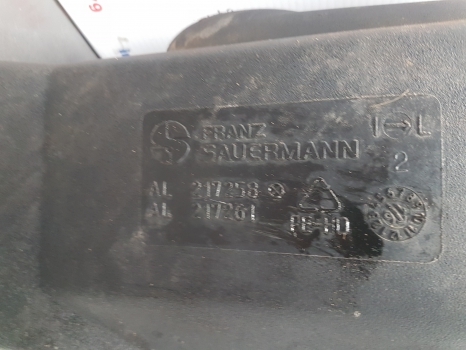 FRANZ
SAUERMANN
I L
2
AL 217258
AL 217261
PE-HD